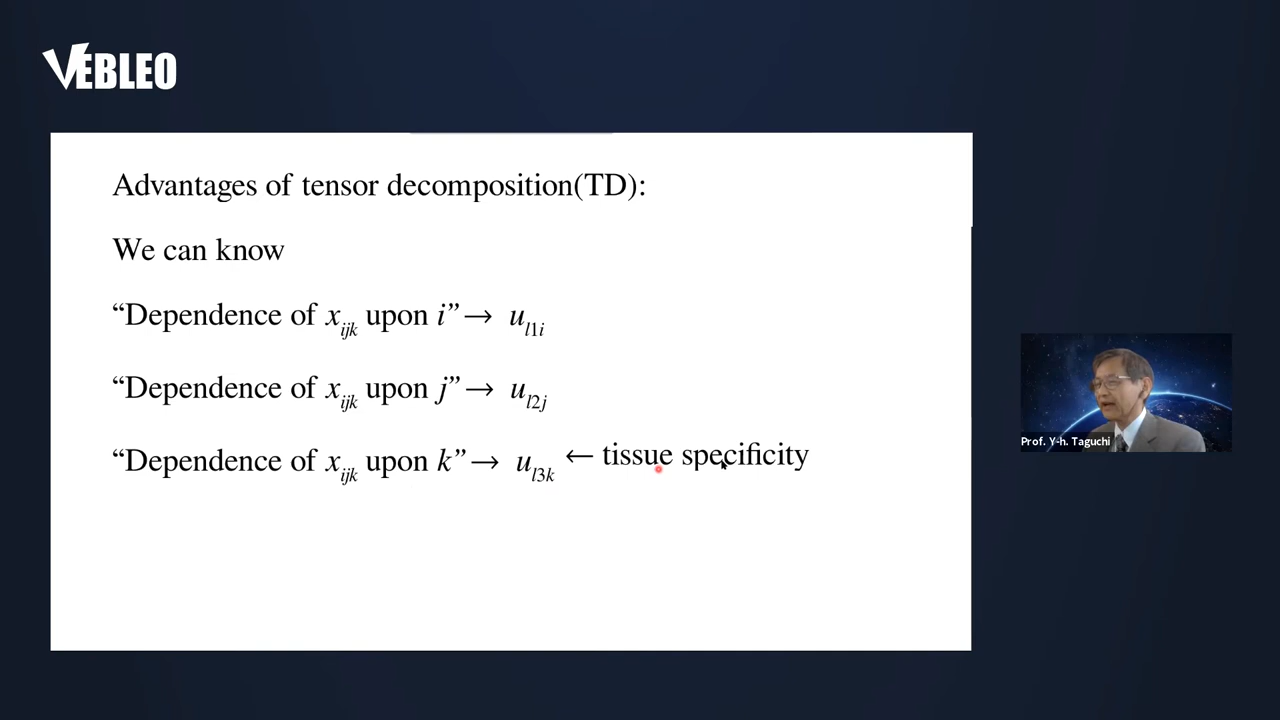 VEBLEO
Advantages of tensor decomposition(TD):
We can know
“Dependence of x_ijk upon i”→ u_l1i
“Dependence of x_ijk upon j”→ u_l2j
“Dependence of x_ijk upon k”→ u_l3k ← tissue specificity
Prof. Y-h. Taguchi